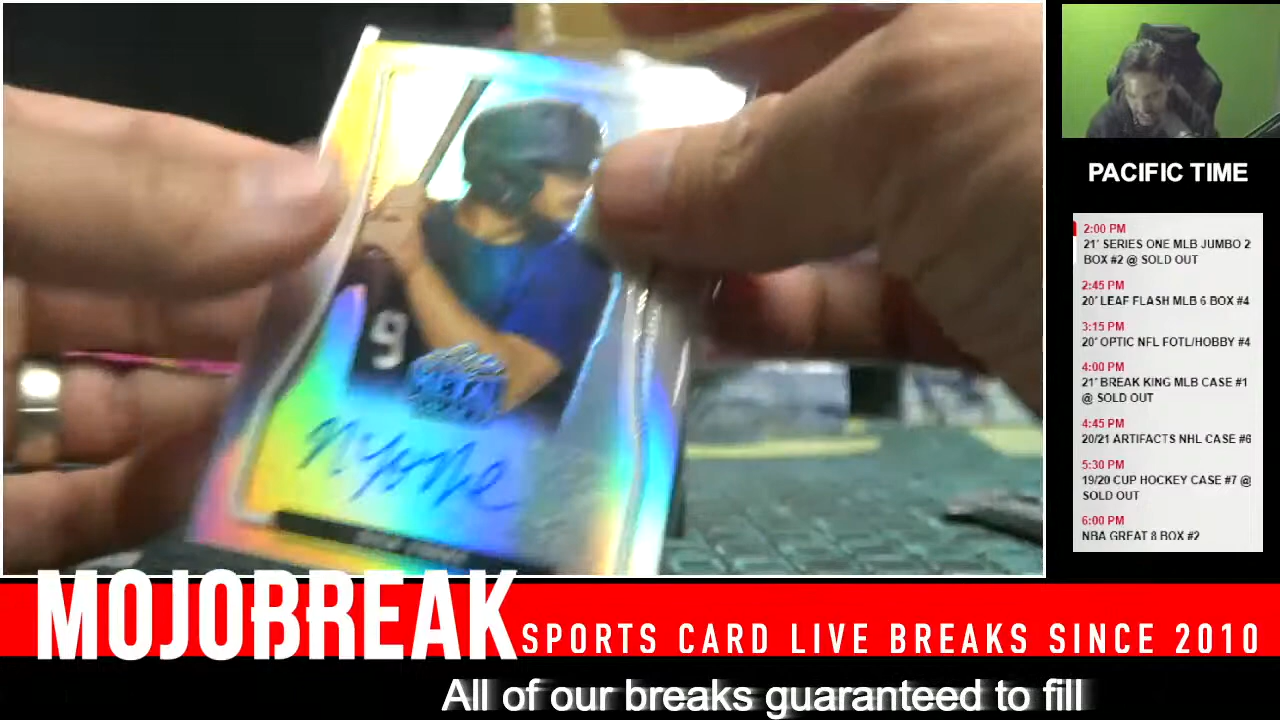 9
PACIFIC TIME
2:00 PM
21' SERIES ONE MLB JUMBO 2
BOX #2 @ SOLD OUT
2:45 PM
20' LEAF FLASH MLB 6 BOX #4
3:15 PM
20' OPTIC NFL FOTL/HOBBY #4
4:00 PM
21' BREAK KING MLB CASE #1
@ SOLD OUT
4:45 PM
20/21 ARTIFACTS NHL CASE #6
5:30 PM
19/20 CUP HOCKEY CASE #7 @
SOLD OUT
6:00 PM
NBA GREAT 8 BOX #2
MOJOBREAK
SPORTS CARD LIVE BREAKS SINCE 2010
All of our breaks guaranteed to fill